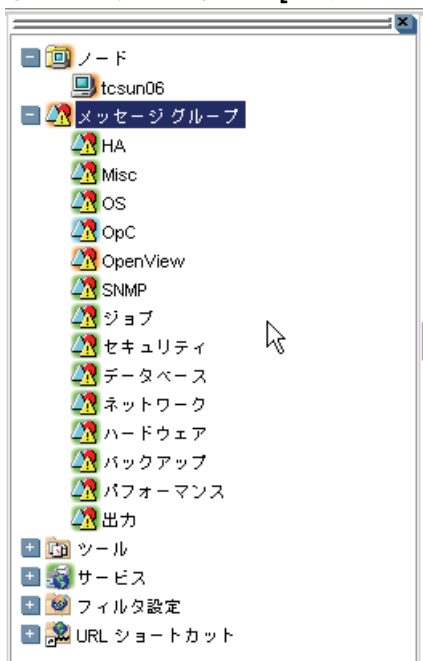 ノード
tcsun06
メッセージ グループ
HA
Misc
OS
OpC
OpenView
SNMP
ジョブ
セキュリティ
データベース
ネットワーク
ハードウェア
バックアップ
パフォーマンス
出力
ツール
サービス
フィルタ設定
URL ショートカット